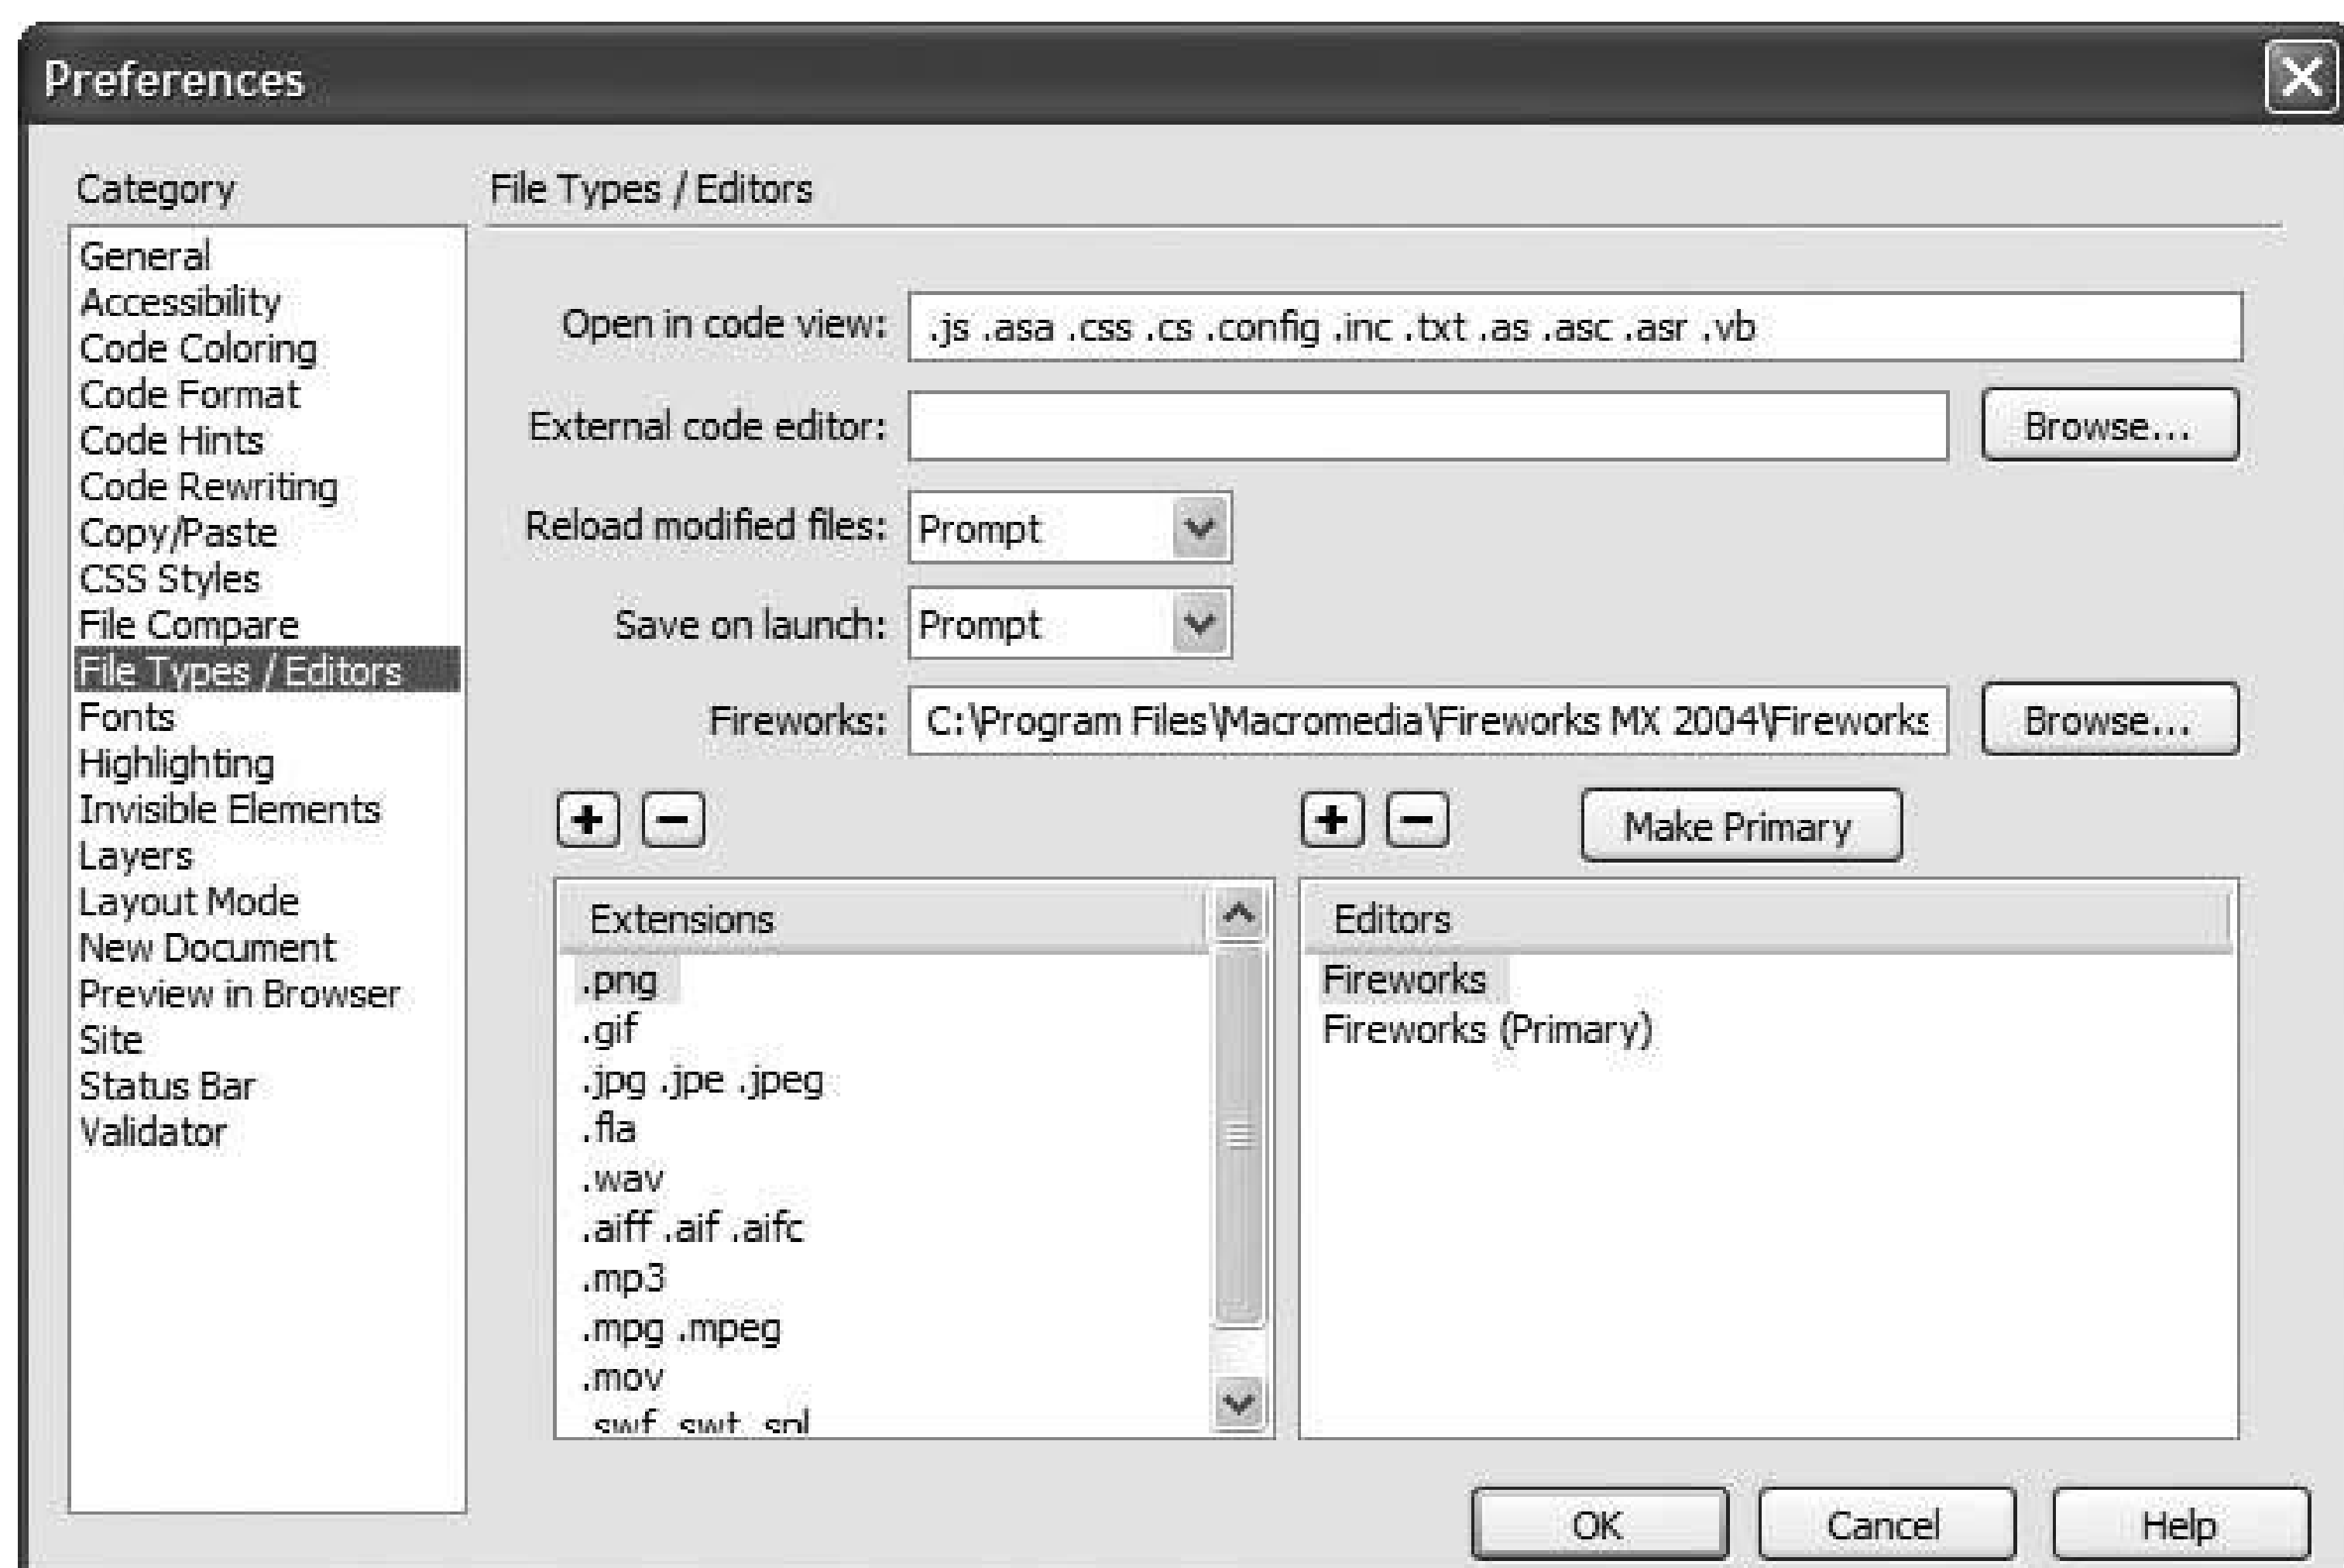 Preferences
Category
General
Accessibility
Code Coloring
Code Format
Code Hints
Code Rewriting
Copy/Paste
CSS Styles
File Compare
File Types / Editors
Fonts
Highlighting
Invisible Elements
Layers
Layout Mode
New Document
Preview in Browser
Site
Status Bar
Validator
File Types / Editors
Open in code view: .js .asa .css .cs .config .inc .txt .as .asc .asr .vb
External code editor: Browse...
Reload modified files: Prompt
Save on launch: Prompt
Fireworks: C:\Program Files\Macromedia\Fireworks MX 2004\Fireworks Browse...
Make Primary
Extensions
.png
.gif
.jpg .jpe .jpeg
.fla
.wav
.aiff .aif .aifc
.mp3
.mpg .mpeg
.mov
.swf .swt .spl
Editors
Fireworks
Fireworks (Primary)
OK Cancel Help